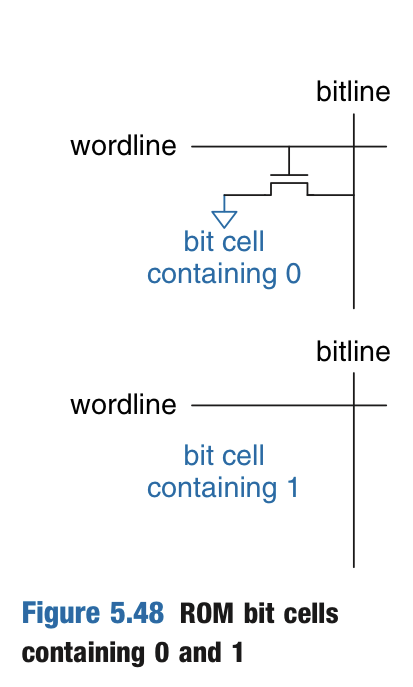 bitline
wordline
bit cell
containing 0
bitline
wordline
bit cell
containing 1
Figure 5.48 ROM bit cells
containing 0 and 1